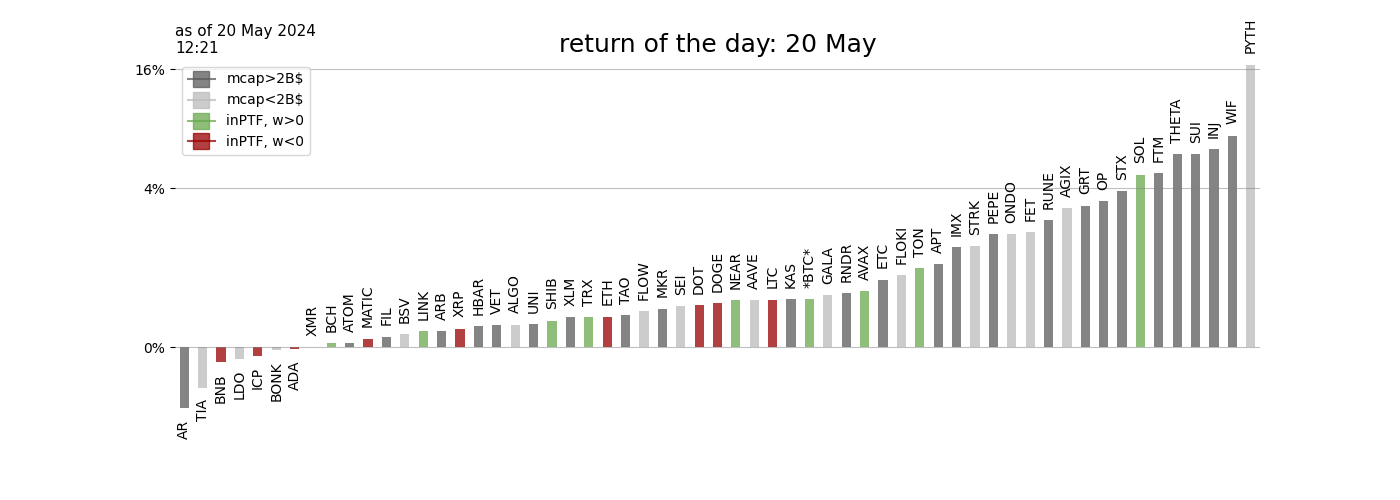 as of 20 May 2024
12:21
return of the day: 20 May
16%
4%
0%
mcap>2B$
mcap<2B$
inPTF, w>0
inPTF, w<0
AR
TIA
BNB
LDO
ICP
BONK
ADA
XMR
BCH
ATOM
MATIC
FIL
BSV
LINK
ARB
XRP
HBAR
VET
ALGO
UNI
SHIB
XLM
TRX
ETH
TAO
FLOW
MKR
SEI
DOT
DOGE
NEAR
AAVE
LTC
KAS
*BTC*
GALA
RNDR
AVAX
ETC
FLOKI
TON
APT
IMX
STRK
PEPE
ONDO
FET
RUNE
AGIX
GRT
OP
STX
SOL
FTM
THETA
SUI
INJ
WIF
PYTH